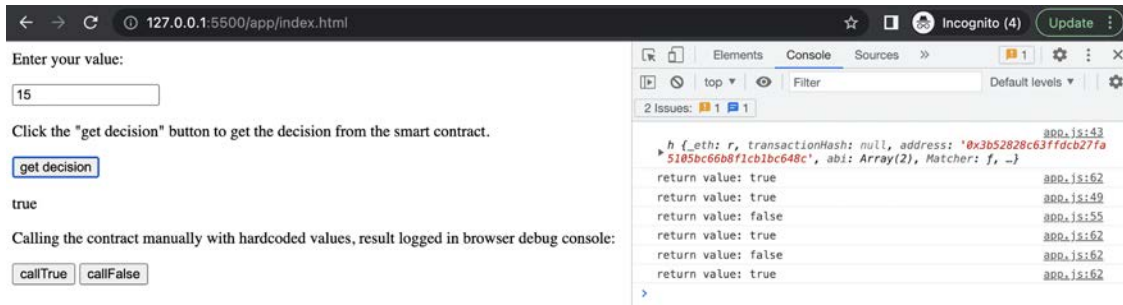 127.0.0.1:5500/app/index.html
Incognito (4)
Update
Enter your value:
15
Click the "get decision" button to get the decision from the smart contract.
get decision
true
Calling the contract manually with hardcoded values, result logged in browser debug console:
callTrue callFalse
Elements Console Sources » 1
top Filter Default levels
2 Issues: 1 1
app.js:43
h {_eth: r, transactionHash: null, address: '0x3b52828c63ffdcb27fa
5105bc66b8f1cb1bc648c', abi: Array(2), Matcher: ƒ, …}
return value: true app.js:62
return value: true app.js:49
return value: false app.js:55
return value: true app.js:62
return value: false app.js:62
return value: true app.js:62